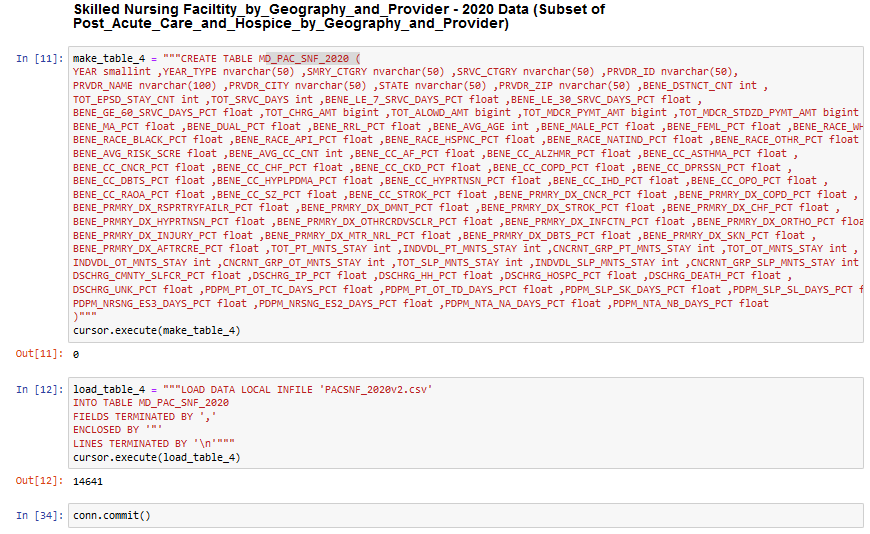 Skilled Nursing Faciltity_by_Geography_and_Provider - 2020 Data (Subset of
Post_Acute_Care_and_Hospice_by_Geography_and_Provider)
In [11]: make_table_4 = """CREATE TABLE MD_PAC_SNF_2020 (
YEAR smallint ,YEAR_TYPE nvarchar(50) ,SMRY_CTGRY nvarchar(50) ,SRVC_CTGRY nvarchar(50) ,PRVDR_ID nvarchar(50),
PRVDR_NAME nvarchar(100) ,PRVDR_CITY nvarchar(50) ,STATE nvarchar(50) ,PRVDR_ZIP nvarchar(50) ,BENE_DSTNCT_CNT int ,
TOT_EPSD_STAY_CNT int ,TOT_SRVC_DAYS int ,BENE_LE_7_SRVC_DAYS_PCT float ,BENE_LE_30_SRVC_DAYS_PCT float ,
BENE_GE_60_SRVC_DAYS_PCT float ,TOT_CHRG_AMT bigint ,TOT_ALOWD_AMT bigint ,TOT_MDCR_PYMT_AMT bigint ,TOT_MDCR_STDZD_PYMT_AMT bigint
BENE_MA_PCT float ,BENE_DUAL_PCT float ,BENE_RRL_PCT float ,BENE_AVG_AGE int ,BENE_MALE_PCT float ,BENE_FEML_PCT float ,BENE_RACE_WH
BENE_RACE_BLACK_PCT float ,BENE_RACE_API_PCT float ,BENE_RACE_HSPNC_PCT float ,BENE_RACE_NATIND_PCT float ,BENE_RACE_OTHR_PCT float
BENE_AVG_RISK_SCRE float ,BENE_AVG_CC_CNT int ,BENE_CC_AF_PCT float ,BENE_CC_ALZHMR_PCT float ,BENE_CC_ASTHMA_PCT float ,
BENE_CC_CNCR_PCT float ,BENE_CC_CHF_PCT float ,BENE_CC_CKD_PCT float ,BENE_CC_COPD_PCT float ,BENE_CC_DPRSSN_PCT float ,
BENE_CC_DBTS_PCT float ,BENE_CC_HYPLPDMA_PCT float ,BENE_CC_HYPRTNSN_PCT float ,BENE_CC_IHD_PCT float ,BENE_CC_OPO_PCT float ,
BENE_CC_RAOA_PCT float ,BENE_CC_SZ_PCT float ,BENE_CC_STROK_PCT float ,BENE_PRMRY_DX_CNCR_PCT float ,BENE_PRMRY_DX_COPD_PCT float ,
BENE_PRMRY_DX_RSPRTRYFAILR_PCT float ,BENE_PRMRY_DX_DMNT_PCT float ,BENE_PRMRY_DX_STROK_PCT float ,BENE_PRMRY_DX_CHF_PCT float ,
BENE_PRMRY_DX_HYPRTNSN_PCT float ,BENE_PRMRY_DX_OTHRCRDVSCLR_PCT float ,BENE_PRMRY_DX_INFCTN_PCT float ,BENE_PRMRY_DX_ORTHO_PCT floa
BENE_PRMRY_DX_INJURY_PCT float ,BENE_PRMRY_DX_MTR_NRL_PCT float ,BENE_PRMRY_DX_DBTS_PCT float ,BENE_PRMRY_DX_SKN_PCT float ,
BENE_PRMRY_DX_AFTRCRE_PCT float ,TOT_PT_MNTS_STAY int ,INDVDL_PT_MNTS_STAY int ,CNCRNT_GRP_PT_MNTS_STAY int ,TOT_OT_MNTS_STAY int ,
INDVDL_OT_MNTS_STAY int ,CNCRNT_GRP_OT_MNTS_STAY int ,TOT_SLP_MNTS_STAY int ,INDVDL_SLP_MNTS_STAY int ,CNCRNT_GRP_SLP_MNTS_STAY int
DSCHRG_CMNTY_SLFCR_PCT float ,DSCHRG_IP_PCT float ,DSCHRG_HH_PCT float ,DSCHRG_HOSPC_PCT float ,DSCHRG_DEATH_PCT float ,
DSCHRG_UNK_PCT float ,PDPM_PT_OT_TC_DAYS_PCT float ,PDPM_PT_OT_TD_DAYS_PCT float ,PDPM_SLP_SK_DAYS_PCT float ,PDPM_SLP_SL_DAYS_PCT f
PDPM_NRSNG_ES3_DAYS_PCT float ,PDPM_NRSNG_ES2_DAYS_PCT float ,PDPM_NTA_NA_DAYS_PCT float ,PDPM_NTA_NB_DAYS_PCT float
)"""
cursor.execute(make_table_4)
Out[11]: 0
In [12]: load_table_4 = """LOAD DATA LOCAL INFILE 'PACSNF_2020v2.csv'
INTO TABLE MD_PAC_SNF_2020
FIELDS TERMINATED BY ','
ENCLOSED BY '"'
LINES TERMINATED BY '\n'"""
cursor.execute(load_table_4)
Out[12]: 14641
In [34]: conn.commit()